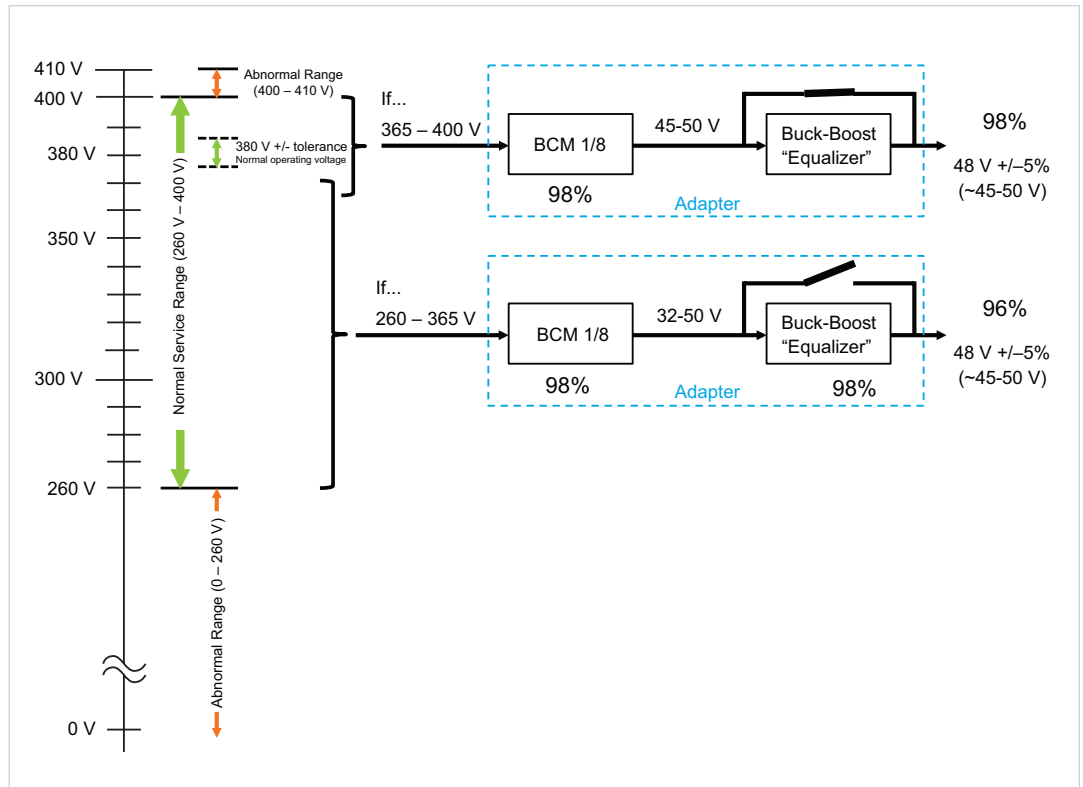 410 V
400 V
380 V
350 V
300 V
260 V
0 V
Normal Service Range (260 V – 400 V)
Abnormal Range
(400 – 410 V)
380 V +/- tolerance
Normal operating voltage
Abnormal Range (0 – 260 V)
If...
365 – 400 V
BCM 1/8
98%
45-50 V
Buck-Boost
“Equalizer”
Adapter
98%
48 V +/–5%
(~45-50 V)
If...
260 – 365 V
BCM 1/8
98%
32-50 V
Buck-Boost
“Equalizer”
98%
Adapter
96%
48 V +/–5%
(~45-50 V)